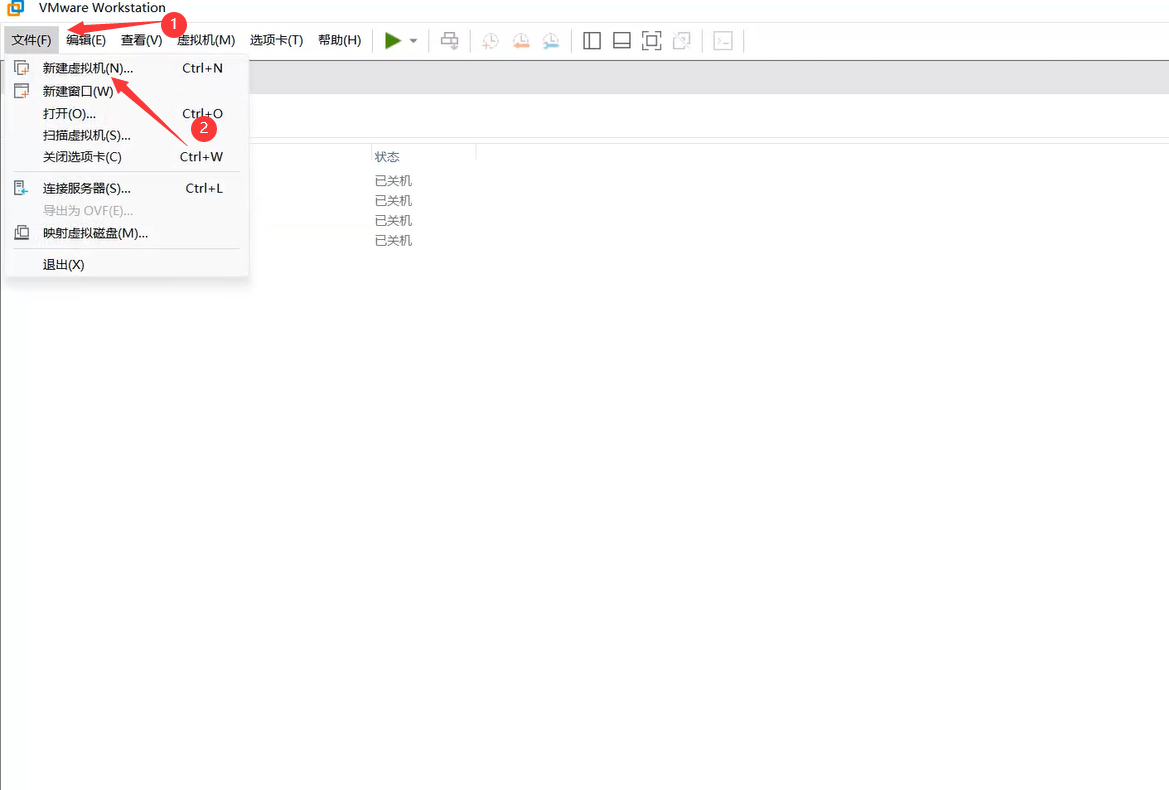 VMware Workstation
1
文件(F) 编辑(E) 查看(V) 虚拟机(M) 选项卡(T) 帮助(H)
新建虚拟机(N)... Ctrl+N
新建窗口(W)
打开(O)... Ctrl+O
2
扫描虚拟机(S)...
关闭选项卡(C) Ctrl+W
状态
已关机
连接服务器(S)... Ctrl+L
已关机
导出为 OVF(E)...
已关机
映射虚拟磁盘(M)...
已关机
退出(X)